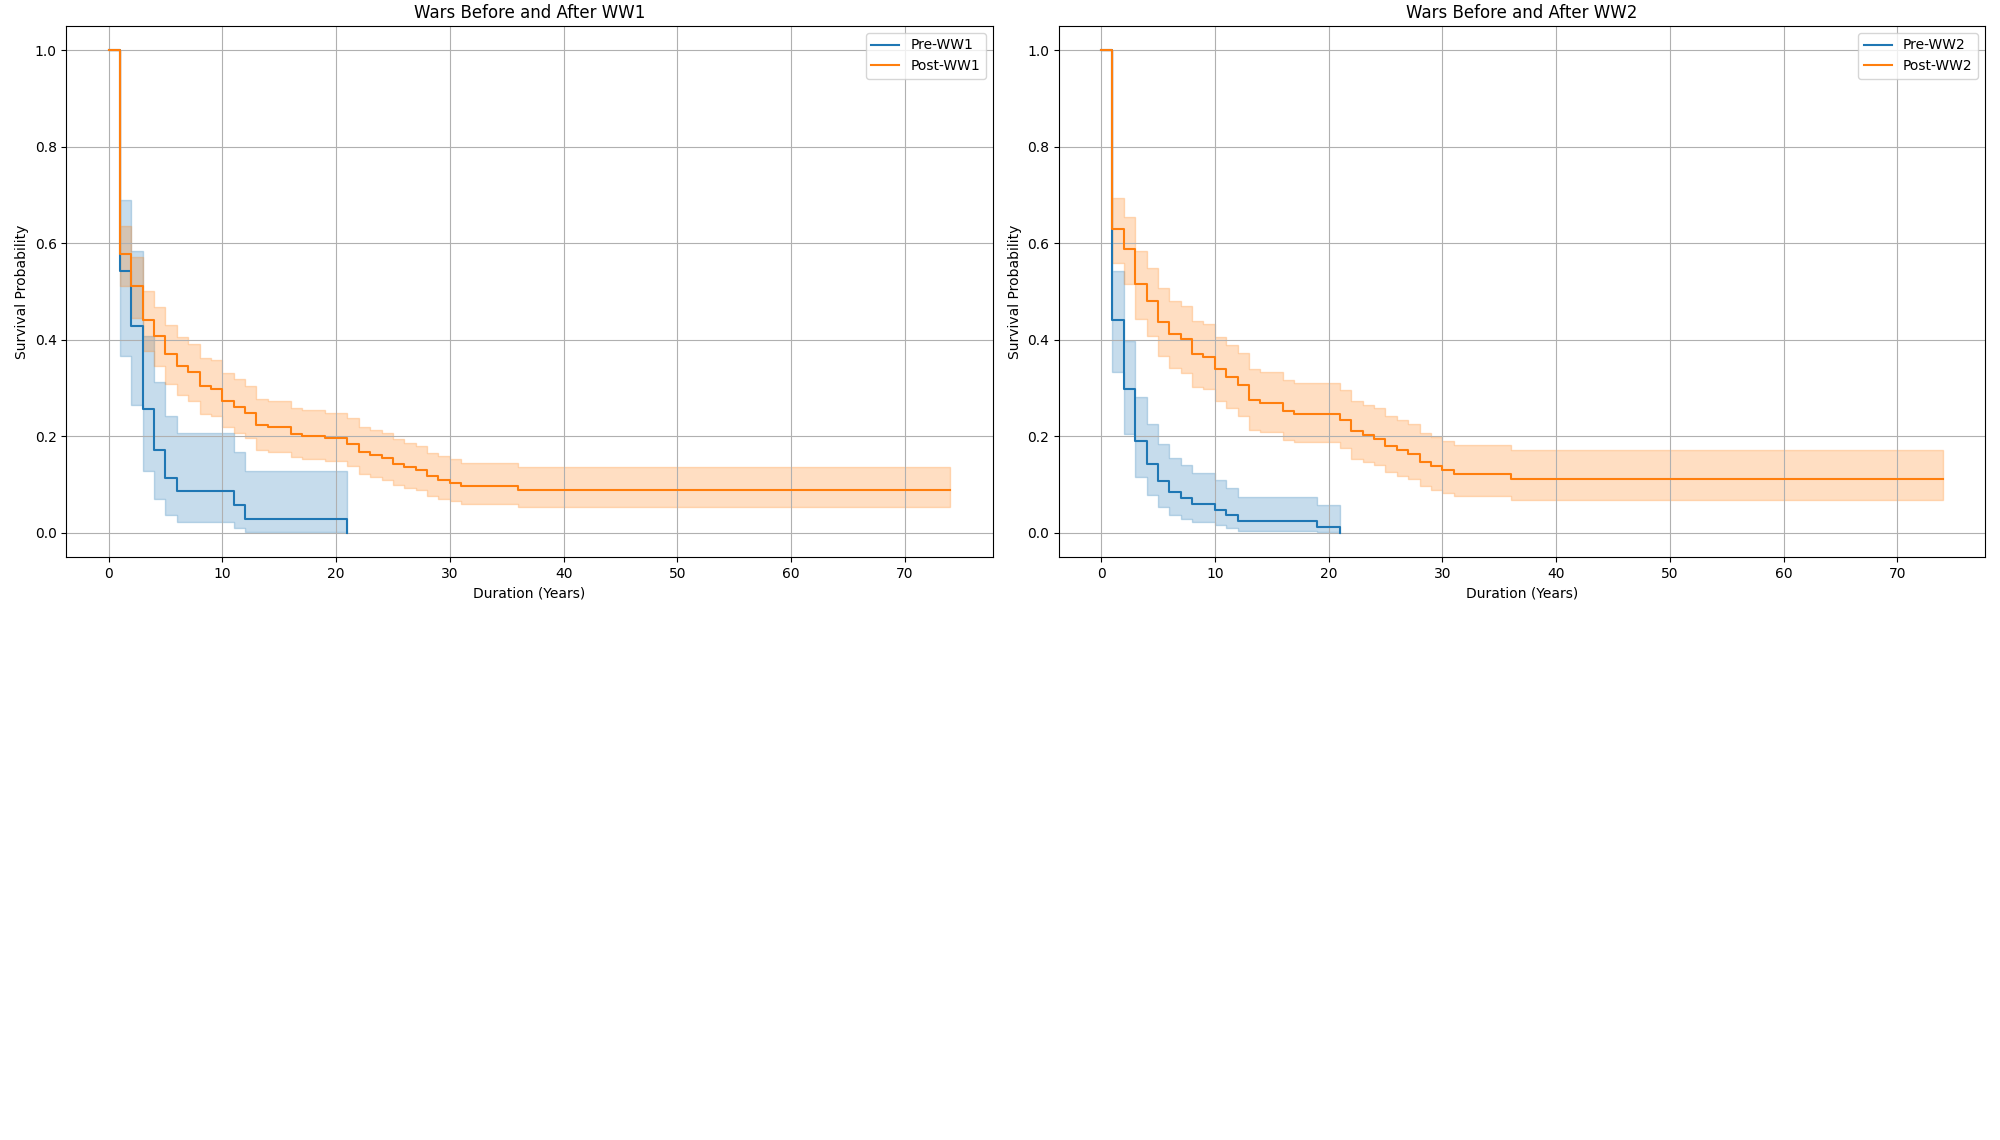 Wars Before and After WW1
Survival Probability
1.0
0.8
0.6
0.4
0.2
0.0
Pre-WW1
Post-WW1
0 10 20 30 40 50 60 70
Duration (Years)
Wars Before and After WW2
Survival Probability
1.0
0.8
0.6
0.4
0.2
0.0
Pre-WW2
Post-WW2
0 10 20 30 40 50 60 70
Duration (Years)